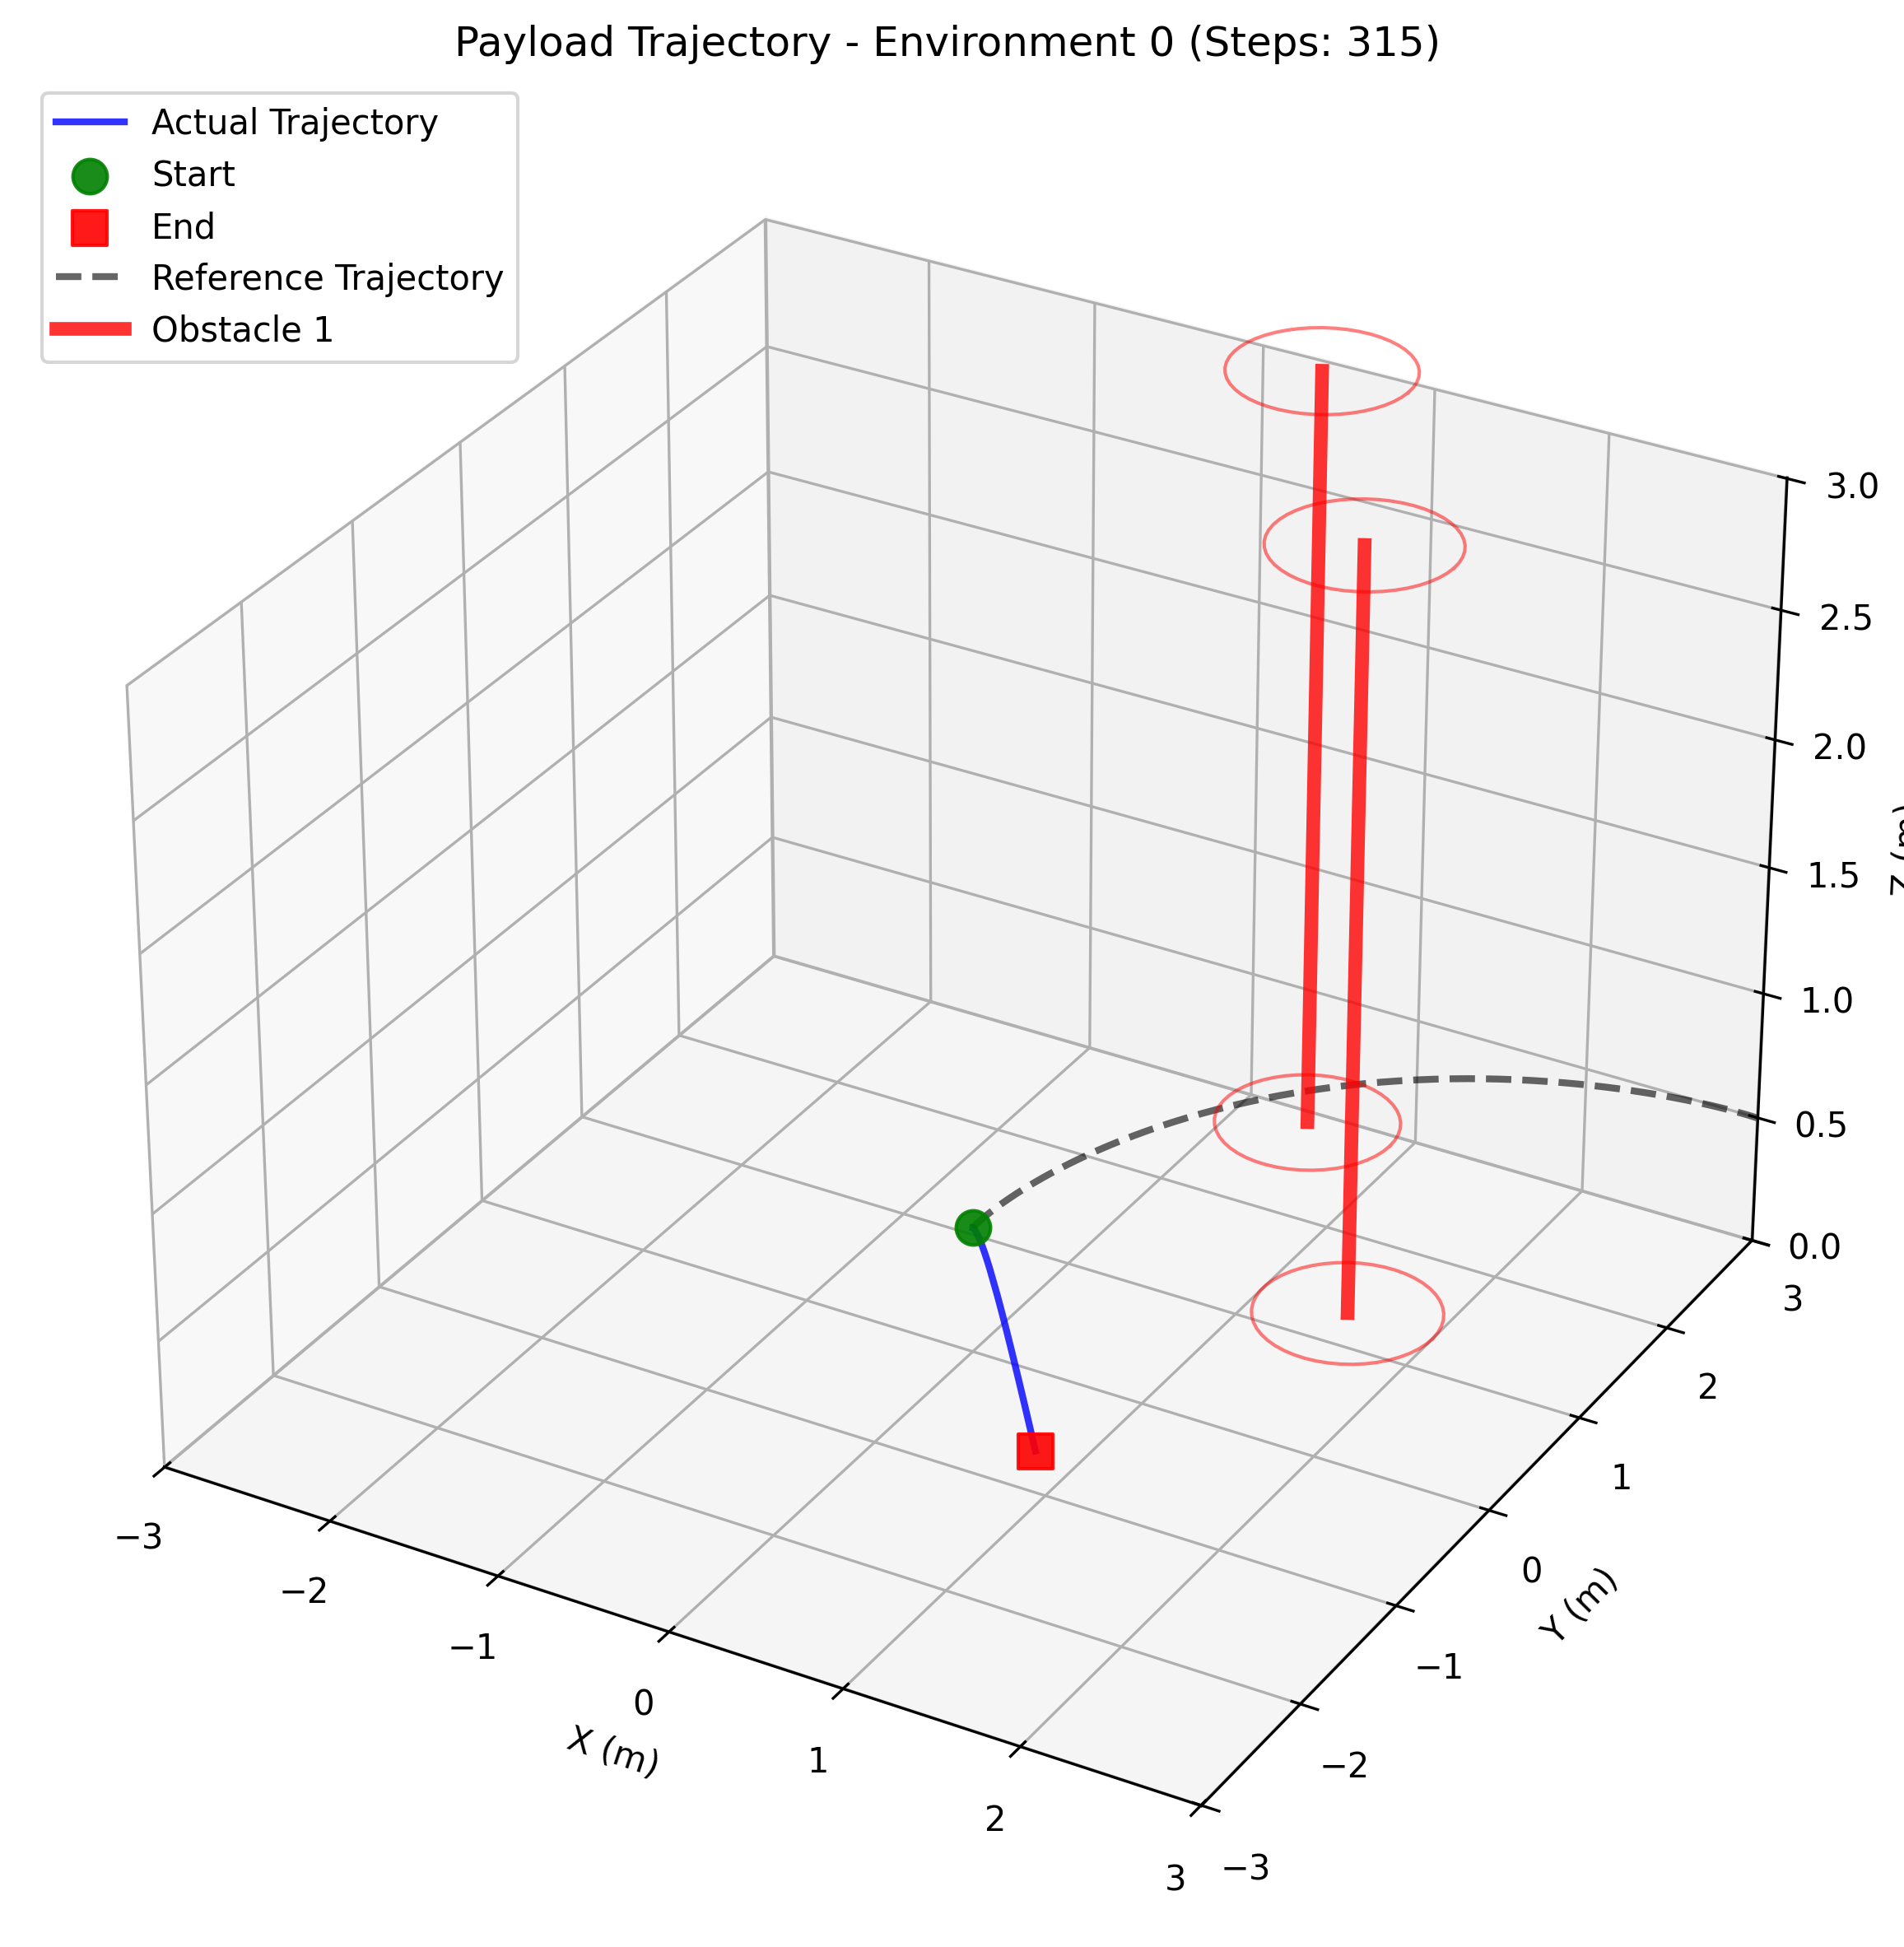 Payload Trajectory - Environment 0 (Steps: 315)
Actual Trajectory
Start
End
Reference Trajectory
Obstacle 1
3.0
2.5
2.0
1.5
1.0
0.5
0.0
3
2
1
0
−1
−2
−3
Y (m)
−3
−2
−1
0
1
2
3
X (m)